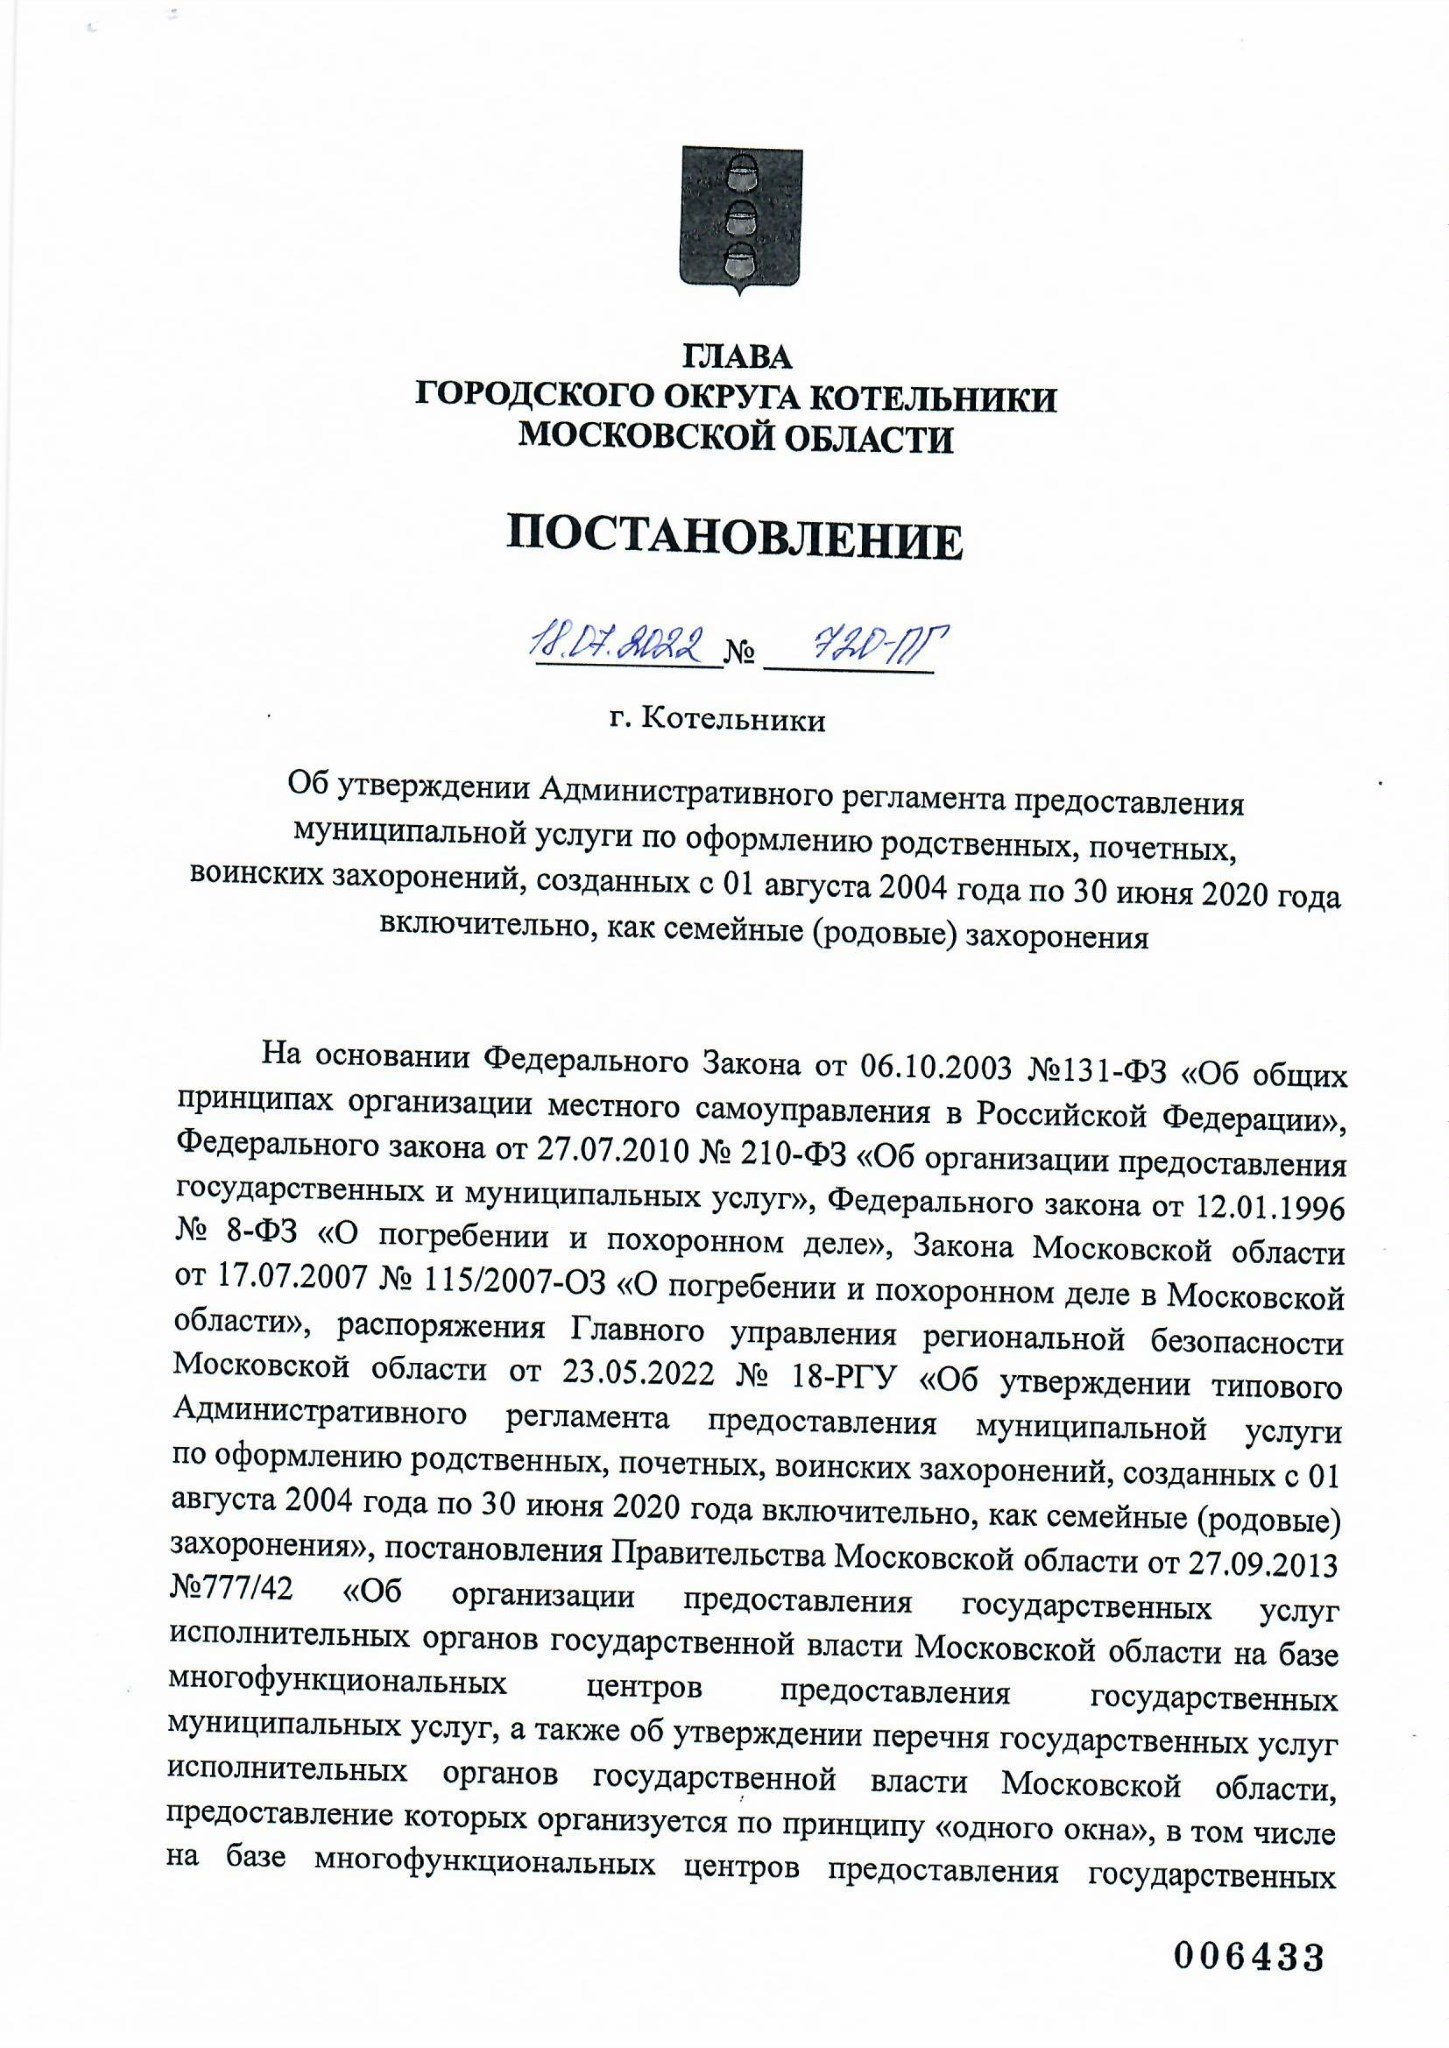 ГЛАВА
ГОРОДСКОГО ОКРУГА КОТЕЛЬНИКИ
МОСКОВСКОЙ ОБЛАСТИ
ПОСТАНОВЛЕНИЕ
18.07.2022 № 720-ПГ
г. Котельники
Об утверждении Административного регламента предоставления
муниципальной услуги по оформлению родственных, почетных,
воинских захоронений, созданных с 01 августа 2004 года по 30 июня 2020 года
включительно, как семейные (родовые) захоронения
На основании Федерального Закона от 06.10.2003 №131-ФЗ «Об общих
принципах организации местного самоуправления в Российской Федерации»,
Федерального закона от 27.07.2010 № 210-ФЗ «Об организации предоставления
государственных и муниципальных услуг», Федерального закона от 12.01.1996
№ 8-ФЗ «О погребении и похоронном деле», Закона Московской области
от 17.07.2007 № 115/2007-ОЗ «О погребении и похоронном деле в Московской
области», распоряжения Главного управления региональной безопасности
Московской области от 23.05.2022 № 18-РГУ «Об утверждении типового
Административного регламента предоставления муниципальной услуги
по оформлению родственных, почетных, воинских захоронений, созданных с 01
августа 2004 года по 30 июня 2020 года включительно, как семейные (родовые)
захоронения», постановления Правительства Московской области от 27.09.2013
№777/42 «Об организации предоставления государственных услуг
исполнительных органов государственной власти Московской области на базе
многофункциональных центров предоставления государственных
муниципальных услуг, а также об утверждении перечня государственных услуг
исполнительных органов государственной власти Московской области,
предоставление которых организуется по принципу «одного окна», в том числе
на базе многофункциональных центров предоставления государственных
006433